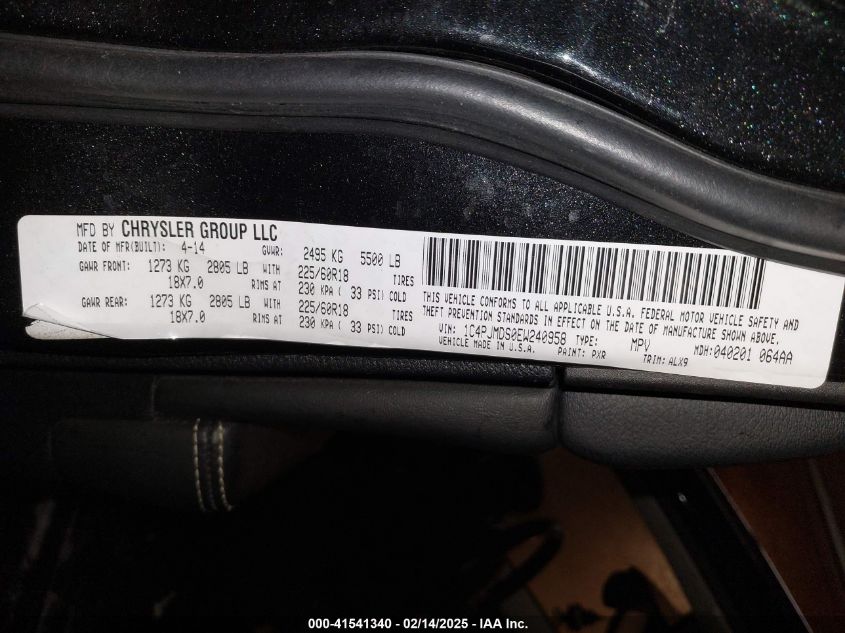 MFD BY CHRYSLER GROUP LLC
DATE OF MFR(BUILT): 4-14 GVWR: 2495 KG 5500 LB
GAWR FRONT: 1273 KG 2805 LB WITH 225/60R18 TIRES
18X7.0 RIMS AT 230 KPA ( 33 PSI) COLD
GAWR REAR: 1273 KG 2805 LB WITH 225/60R18 TIRES
18X7.0 RIMS AT 230 KPA ( 33 PSI) COLD
THIS VEHICLE CONFORMS TO ALL APPLICABLE U.S.A. FEDERAL MOTOR VEHICLE SAFETY AND
THEFT PREVENTION STANDARDS IN EFFECT ON THE DATE OF MANUFACTURE SHOWN ABOVE.
VIN: 1C4PJMDS0EW240958 TYPE: MPV MDH: 040201 064AA
VEHICLE MADE IN U.S.A. PAINT: PXR TRIM: ALX9
000-41541340 - 02/14/2025 - IAA Inc.